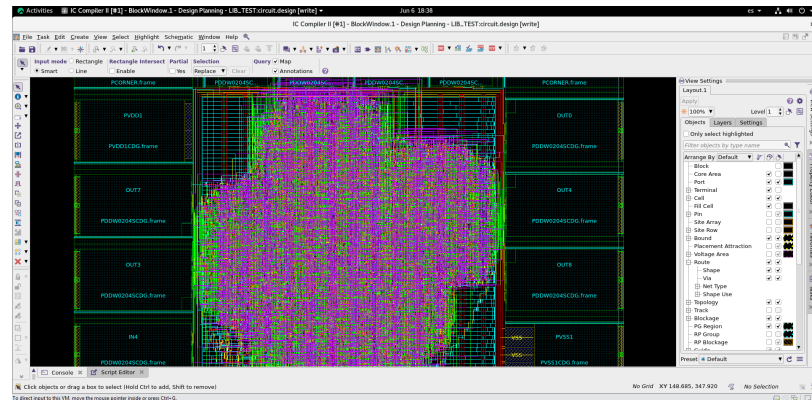 Activities
IC Compiler II [#1] - BlockWindow.1 - Design Planning - LIB_TEST:circuit.design [write]
Jun 6 18:38
es
IC Compiler II [#1] - BlockWindow.1 - Design Planning - LIB_TEST:circuit.design [write]
File Task Edit Create View Select Highlight Schematic Window Help
Input mode Rectangle Rectangle Intersect Partial Selection Query Map
Smart Line Enable Yes Replace Clear Annotations
PCORNER.frame PDDW0204SC PDDW0204SC PDDW0204SC PDDW0204SC PCORNER.frame
PVDD1 OUT0
PVDD1CDG.frame PDDW0204SCDG.frame
OUT7 OUT4
PDDW0204SCDG.frame PDDW0204SCDG.frame
OUT3 OUT8
PDDW0204SCDG.frame PDDW0204SCDG.frame
IN4 VSS PVSS1
VSS
PDDW0204SCDG.frame PVSS1CDG.frame
View Settings
Layout.1
Apply
100% Level 1
Objects Layers Settings
Only select highlighted
Filter objects by type name
Arrange By Default
Block
Core Area
Port
Terminal
Cell
Fill Cell
Pin
Site Array
Site Row
Bound
Placement Attraction
Voltage Area
Route
Shape
Via
Net Type
Shape Use
Topology
Track
Blockage
PG Region
RP Group
RP Blockage
Preset Default
Console Script Editor
Click objects or drag a box to select (Hold Ctrl to add, Shift to remove)
No Grid XY 148.685, 347.920 No Selection
To direct input to this VM, move the mouse pointer inside or press Ctrl-G.